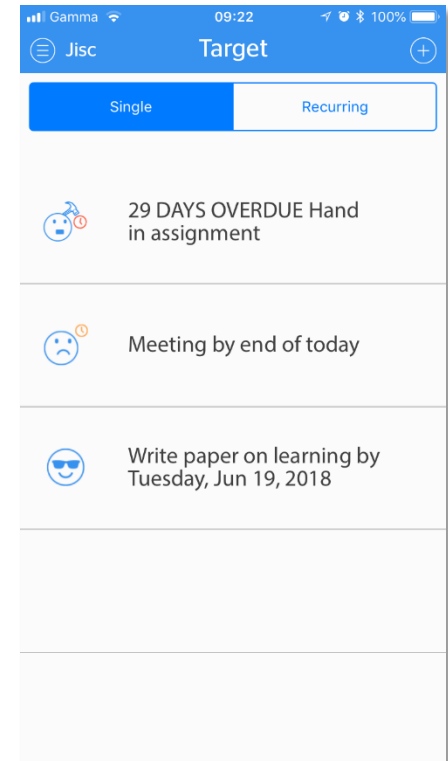 Gamma 09:22 100%
Jisc Target
Single Recurring
29 DAYS OVERDUE Hand
in assignment
Meeting by end of today
Write paper on learning by
Tuesday, Jun 19, 2018